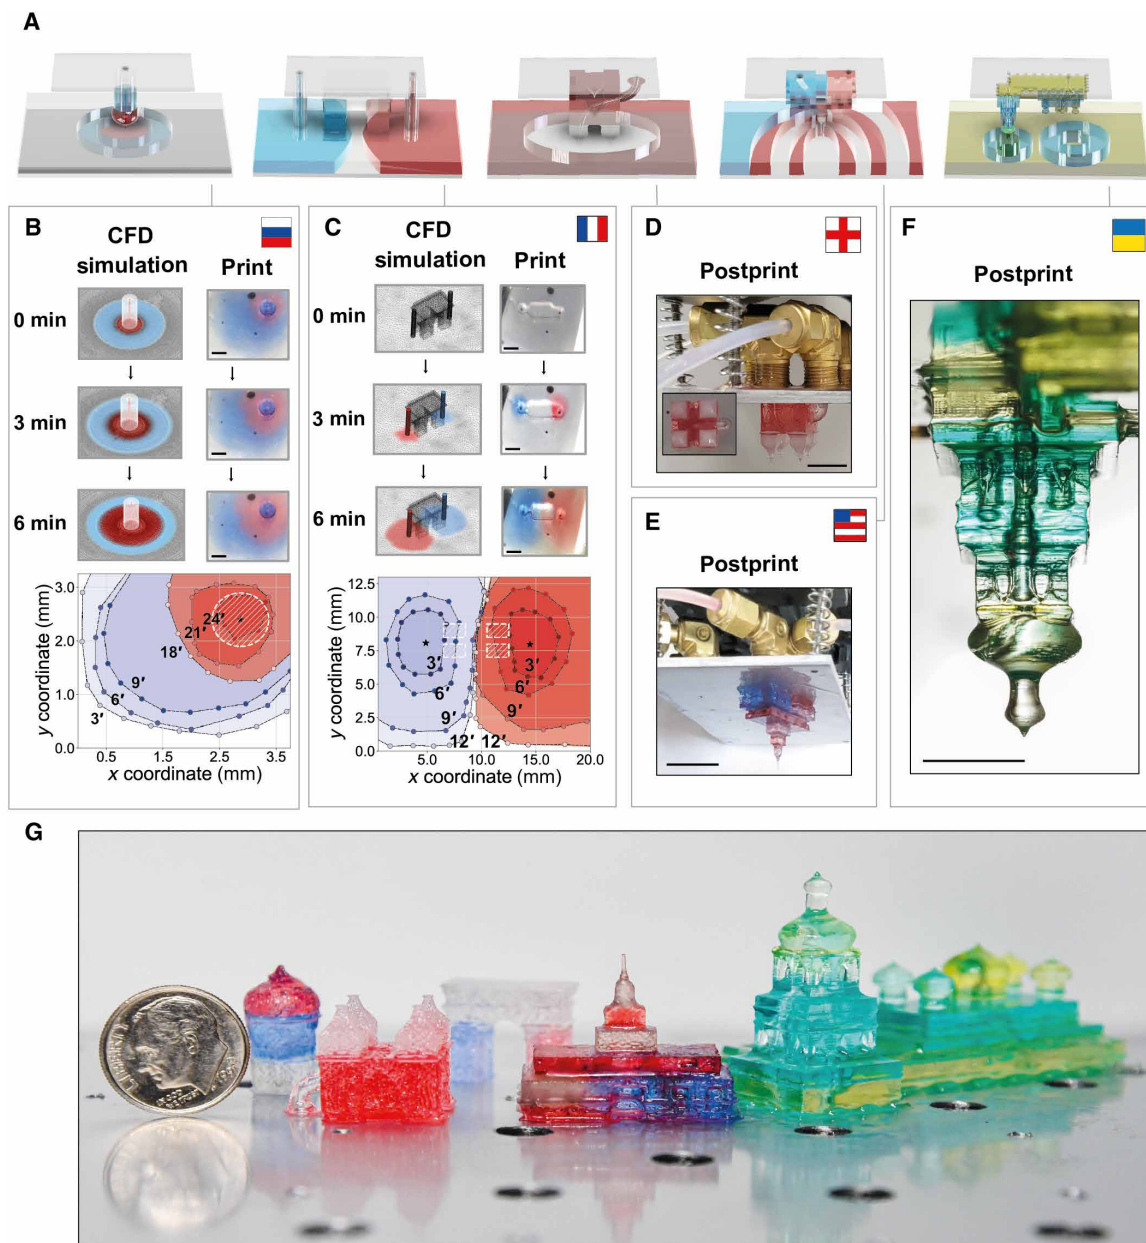 A
B
CFD
simulation
Print
0 min
3 min
6 min
y coordinate (mm)
3.0
2.0
1.0
0.0
24′
21′
18′
9′
6′
3′
0.5
1.5
2.5
3.5
x coordinate (mm)
C
CFD
simulation
Print
0 min
3 min
6 min
y coordinate (mm)
12.5
10.0
7.5
5.0
2.5
0.0
3′
3′
6′
6′
9′
9′
12′
12′
0.0
5.0
10.0
15.0
20.0
x coordinate (mm)
D
Postprint
E
Postprint
F
Postprint
G
LIBERTY